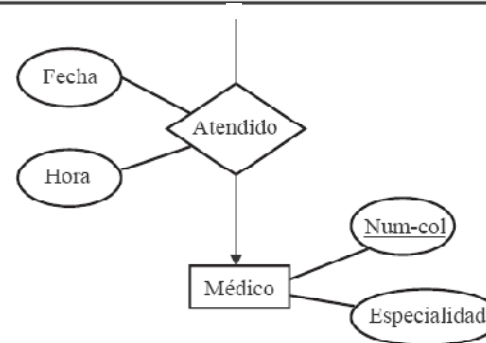 Fecha
Atendido
Hora
Num-col
Médico
Especialidad